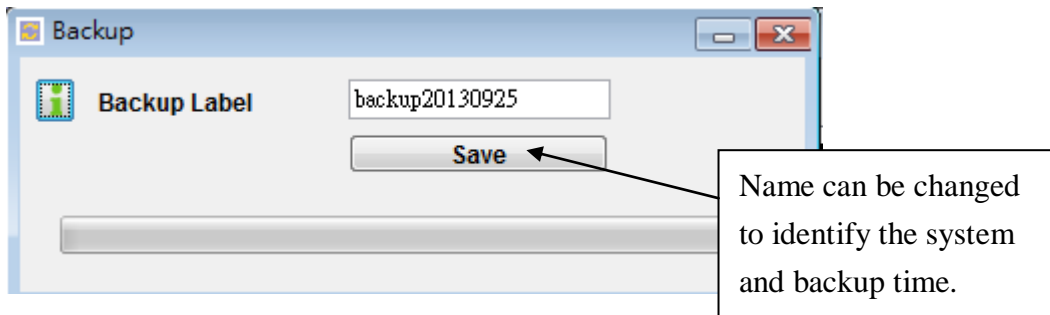 Backup
Backup Label
backup20130925
Save
Name can be changed
to identify the system
and backup time.